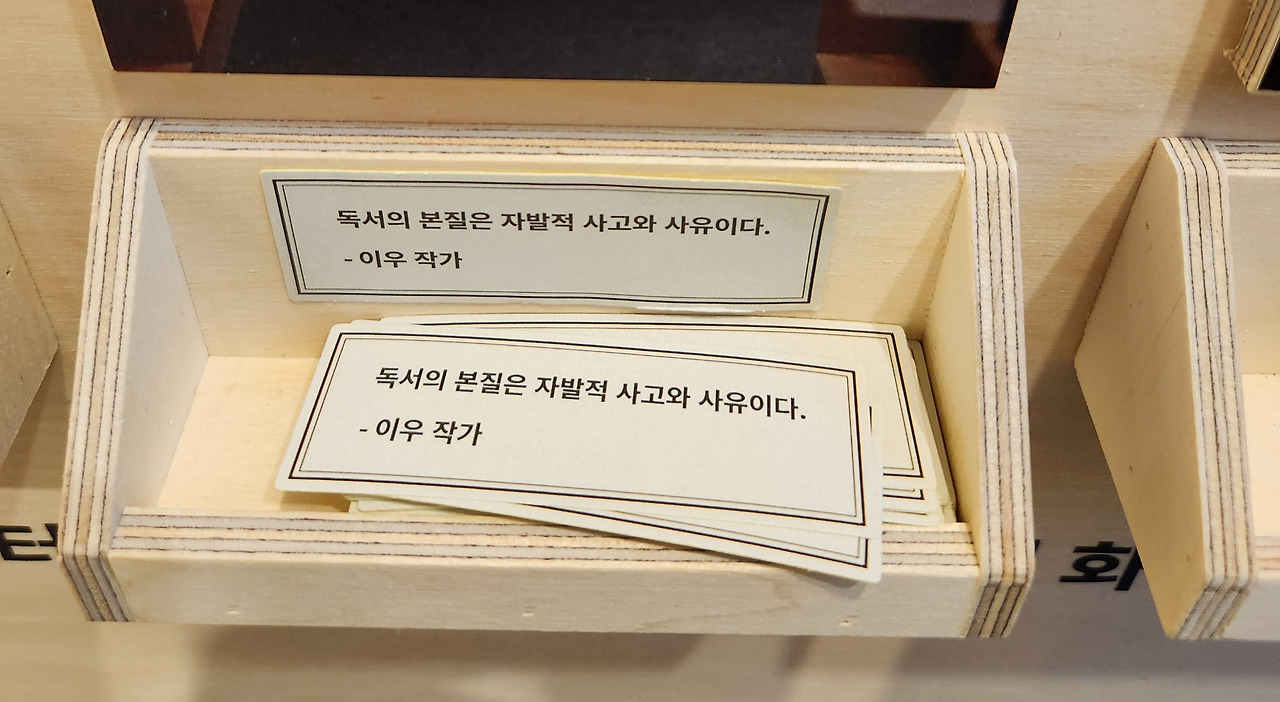 독서의 본질은 자발적 사고와 사유이다.
- 이우 작가
독서의 본질은 자발적 사고와 사유이다.
- 이우 작가
화